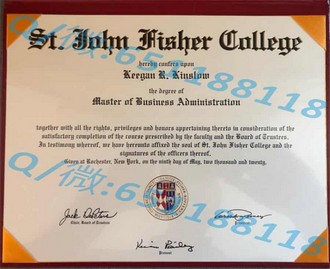 St. John Fisher College
hereby confers upon
Keegan R. Kinslow
the degree of
Master of Business Administration
together with all the rights, privileges and honors appertaining thereto in consideration of the
satisfactory completion of the course prescribed by the faculty and the Board of Trustees.
In testimony whereof, we have hereunto affixed the seal of St. John Fisher College and the
signatures of the officers thereof.
Given at Rochester, New York, on the ninth day of May, two thousand and twenty.
Chair, Board of Trustees
President
Q/微:
188118